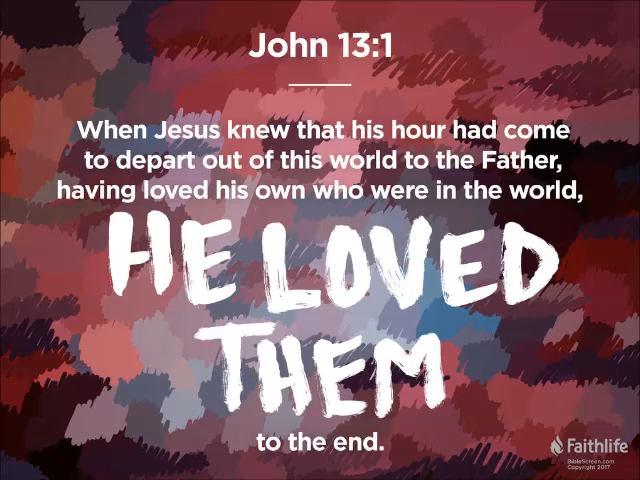 John 13:1
When Jesus knew that his hour had come
to depart out of this world to the Father,
having loved his own who were in the world,
HE LOVED
THEM
to the end.
Faithlife
BibleScreen.com
Copyright 2017